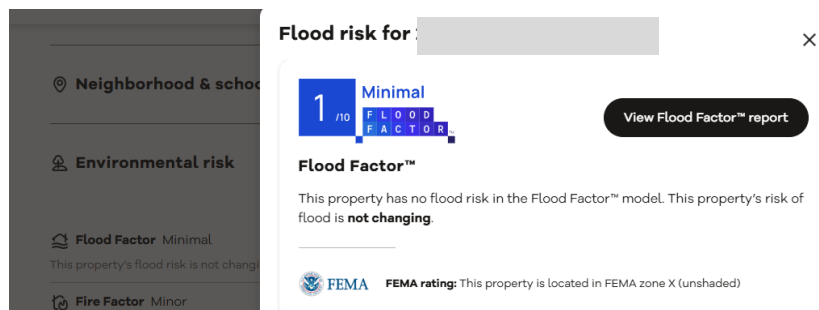 Neighborhood & schoo
Environmental risk
Flood Factor Minimal
This property's flood risk is not changi
Fire Factor Minor
Flood risk for
1 /10
Minimal
FLOOD
FACTOR™
View Flood Factor™ report
Flood Factor™
This property has no flood risk in the Flood Factor™ model. This property's risk of
flood is not changing.
FEMA
FEMA rating: This property is located in FEMA zone X (unshaded)